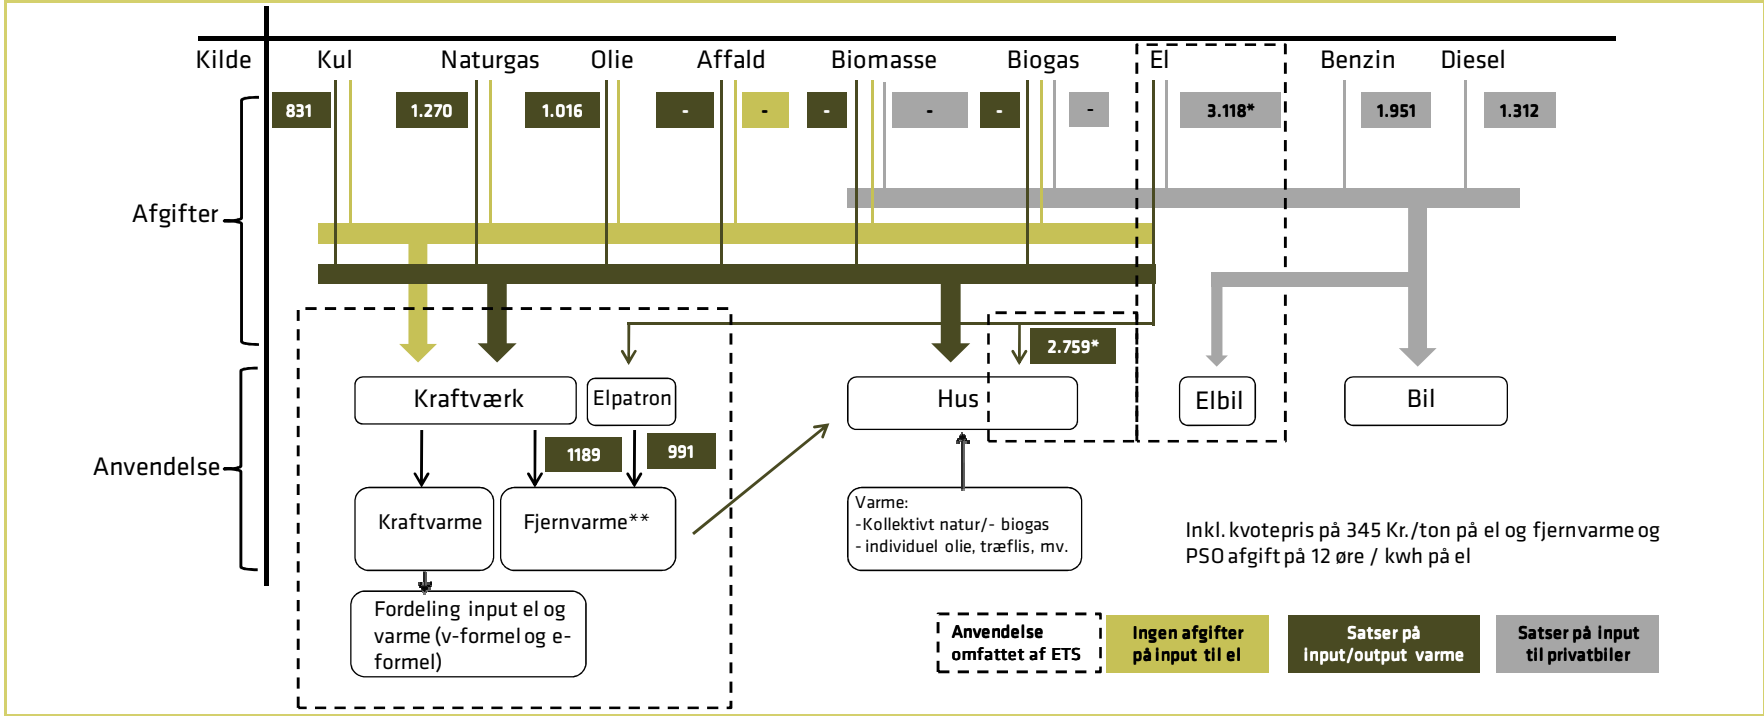 Kilde
Kul
Naturgas
Olie
Affald
Biomasse
Biogas
El
Benzin
Diesel
831
1.270
1.016
-
-
-
-
-
-
3.118*
1.951
1.312
Afgifter
2.759*
Kraftværk
Elpatron
Hus
Elbil
Bil
1189
991
Anvendelse
Kraftvarme
Fjernvarme**
Varme:
-Kollektivt natur/- biogas
- individuel olie, træflis, mv.
Inkl. kvotepris på 345 Kr./ton på el og fjernvarme og
PSO afgift på 12 øre / kwh på el
Fordeling input el og
varme (v-formel og e-
formel)
Anvendelse
omfattet af ETS
Ingen afgifter
på input til el
Satser på
input/output varme
Satser på input
til privatbiler